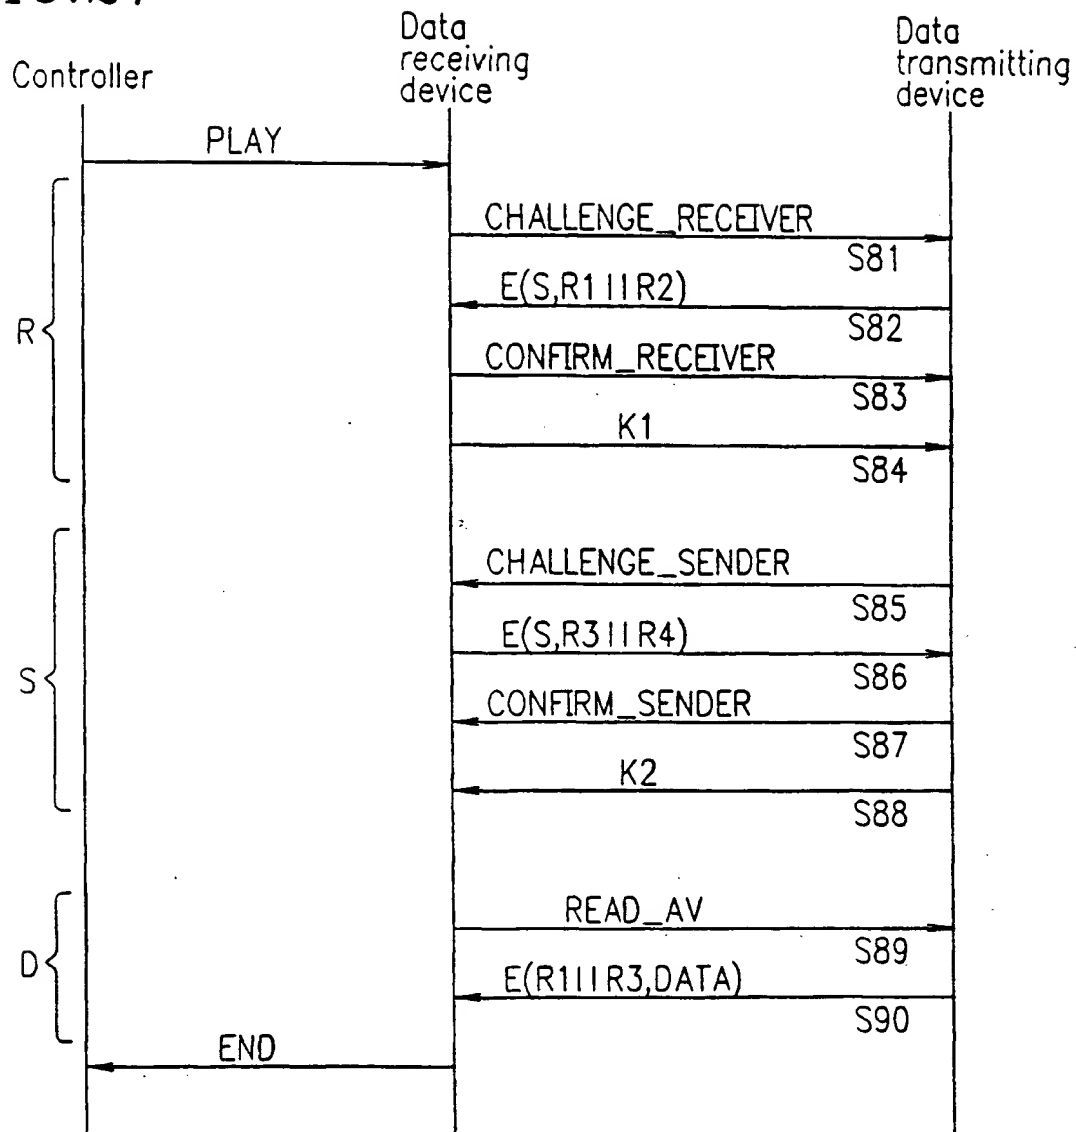 Controller
Data
receiving
device
Data
transmitting
device
PLAY
CHALLENGE_RECEIVER
S81
E(S,R1||R2)
S82
R
CONFIRM_RECEIVER
S83
K1
S84
CHALLENGE_SENDER
S85
E(S,R3||R4)
S86
S
CONFIRM_SENDER
S87
K2
S88
READ_AV
S89
D
E(R1||R3,DATA)
S90
END